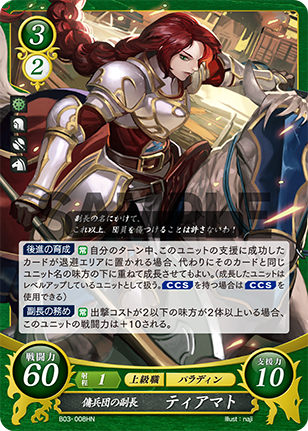 3
2
SAMPLE
副長の名にかけて、
これ以上、団員を傷つけることは許さないわ!
後進の育成 常 自分のターン中、このユニットの支援に成功した
カードが退避エリアに置かれる場合、代わりにそのカードと同じ
ユニット名の味方の下に重ねて成長させてもよい。(成長したユニットは
レベルアップしているユニットとして扱う。CCSを持つ場合はCCSを
使用できる)
副長の務め 常 出撃コストが2以下の味方が2体以上いる場合、
このユニットの戦闘力は+10される。
戦闘力
60
射程 1
上級職
パラディン
支援力
10
傭兵団の副長 ティアマト
B03-008HN
Illust : naji